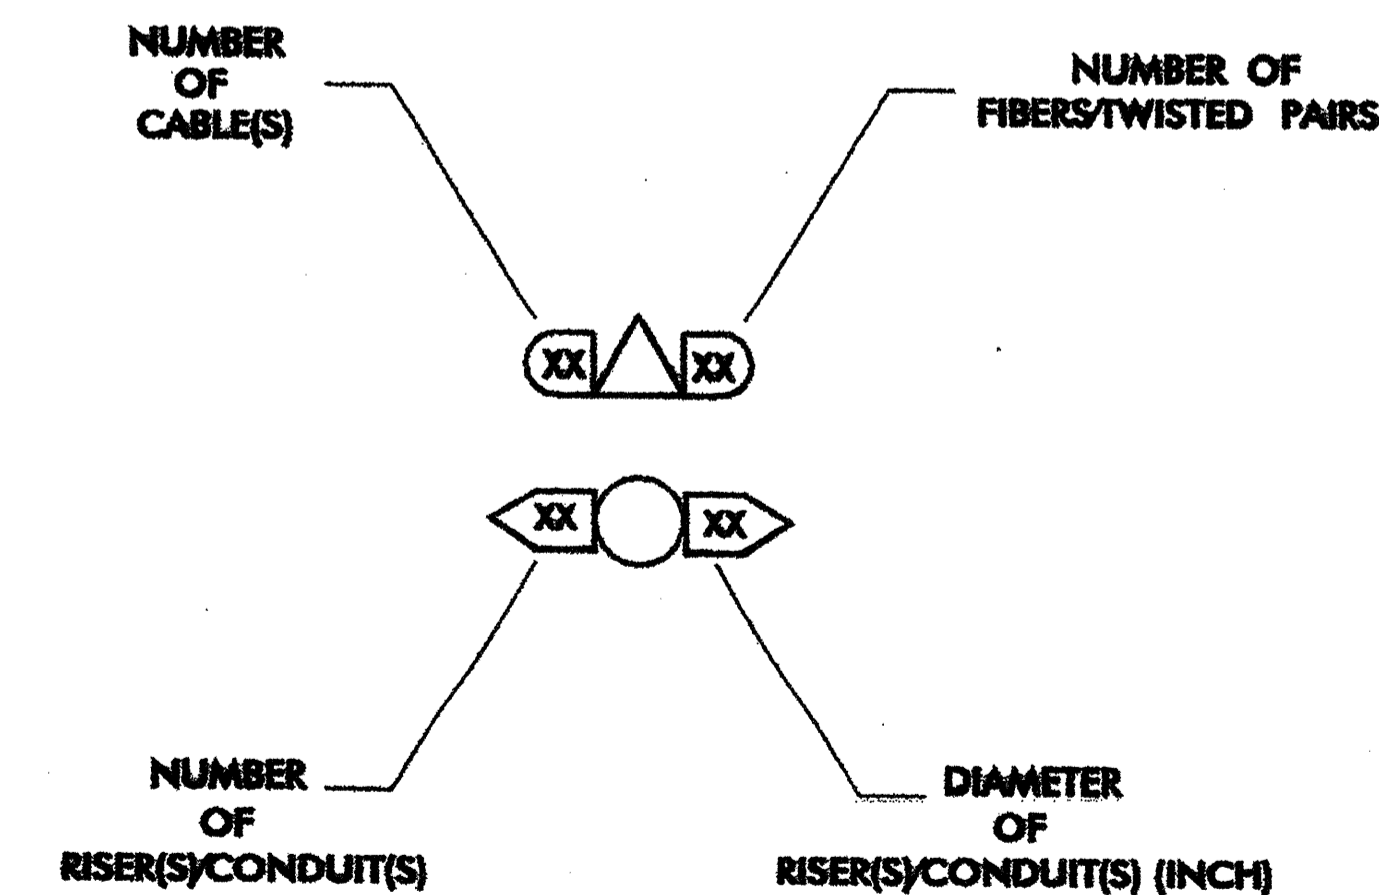 NUMBER
OF
CABLE(S)
NUMBER OF
FIBERS/TWISTED PAIRS
XX
XX
XX
XX
NUMBER
OF
RISER(S)/CONDUIT(S)
DIAMETER
OF
RISER(S)/CONDUIT(S) (INCH)